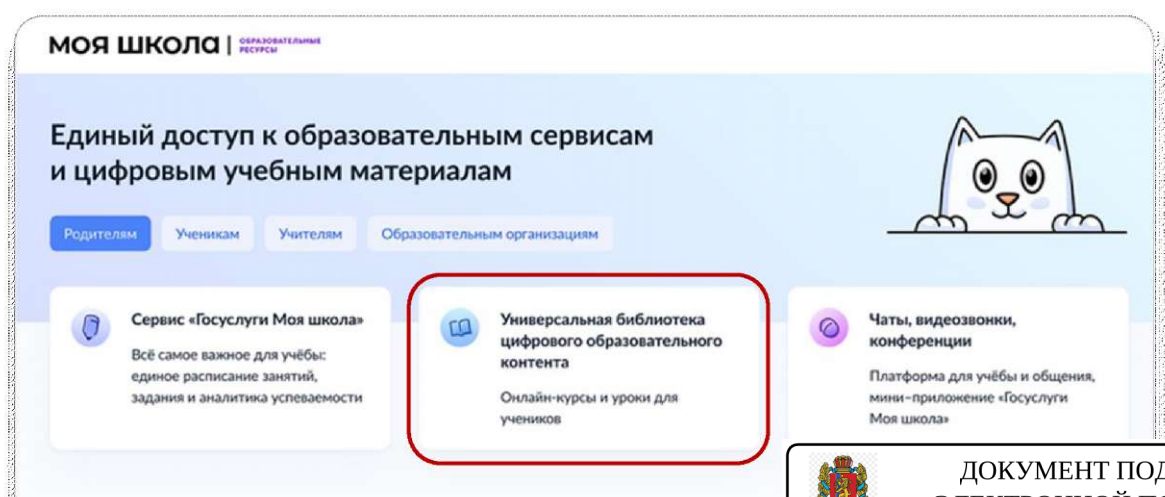 МОЯ ШКОЛА | ОБРАЗОВАТЕЛЬНЫЕ
РЕСУРСЫ
Единый доступ к образовательным сервисам
и цифровым учебным материалам
Родителям Ученикам Учителям Образовательным организациям
Сервис «Госуслуги Моя школа»
Всё самое важное для учёбы:
единое расписание занятий,
задания и аналитика успеваемости
Универсальная библиотека
цифрового образовательного
контента
Онлайн-курсы и уроки для
учеников
Чаты, видеозвонки,
конференции
Платформа для учёбы и общения,
мини-приложение «Госуслуги
Моя школа»
ДОКУМЕНТ ПОД